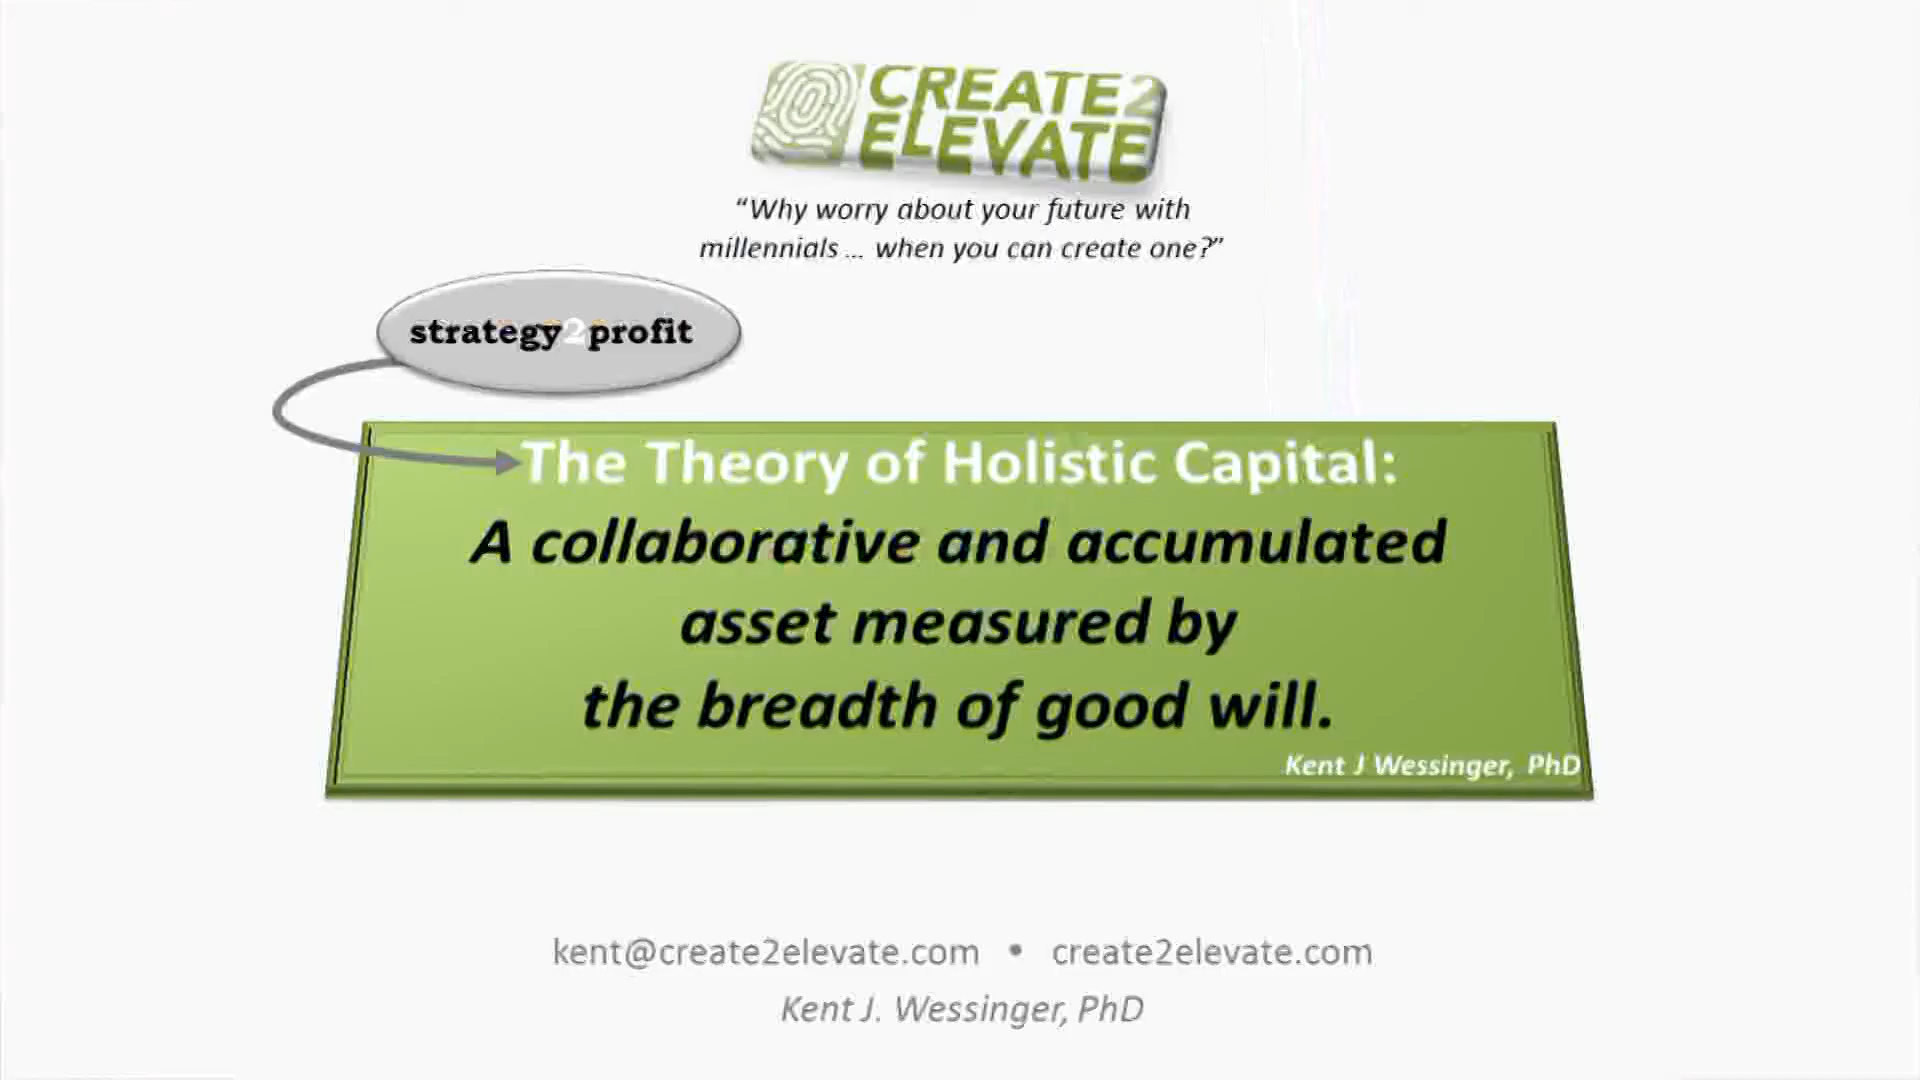 CREATE2
ELEVATE
“Why worry about your future with
millennials ... when you can create one?”
strategy2profit
The Theory of Holistic Capital:
A collaborative and accumulated
asset measured by
the breadth of good will.
Kent J Wessinger, PhD
kent@create2elevate.com • create2elevate.com
Kent J. Wessinger, PhD